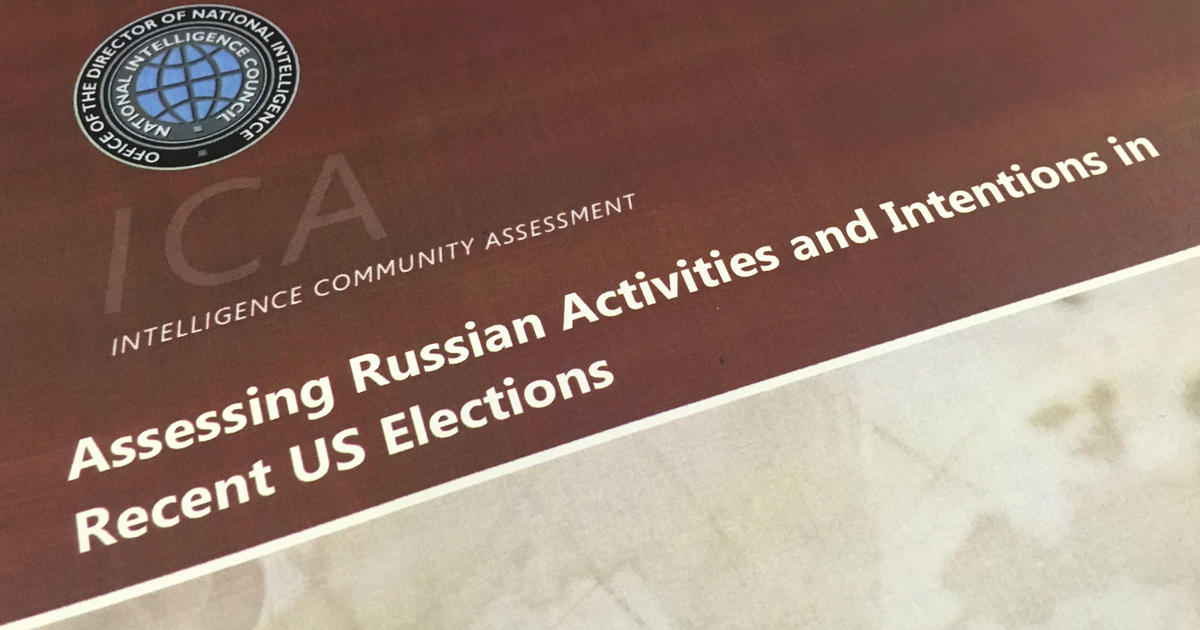 OFFICE OF THE DIRECTOR OF NATIONAL INTELLIGENCE
NATIONAL INTELLIGENCE COUNCIL
ICA
INTELLIGENCE COMMUNITY ASSESSMENT
Assessing Russian Activities and Intentions in
Recent US Elections